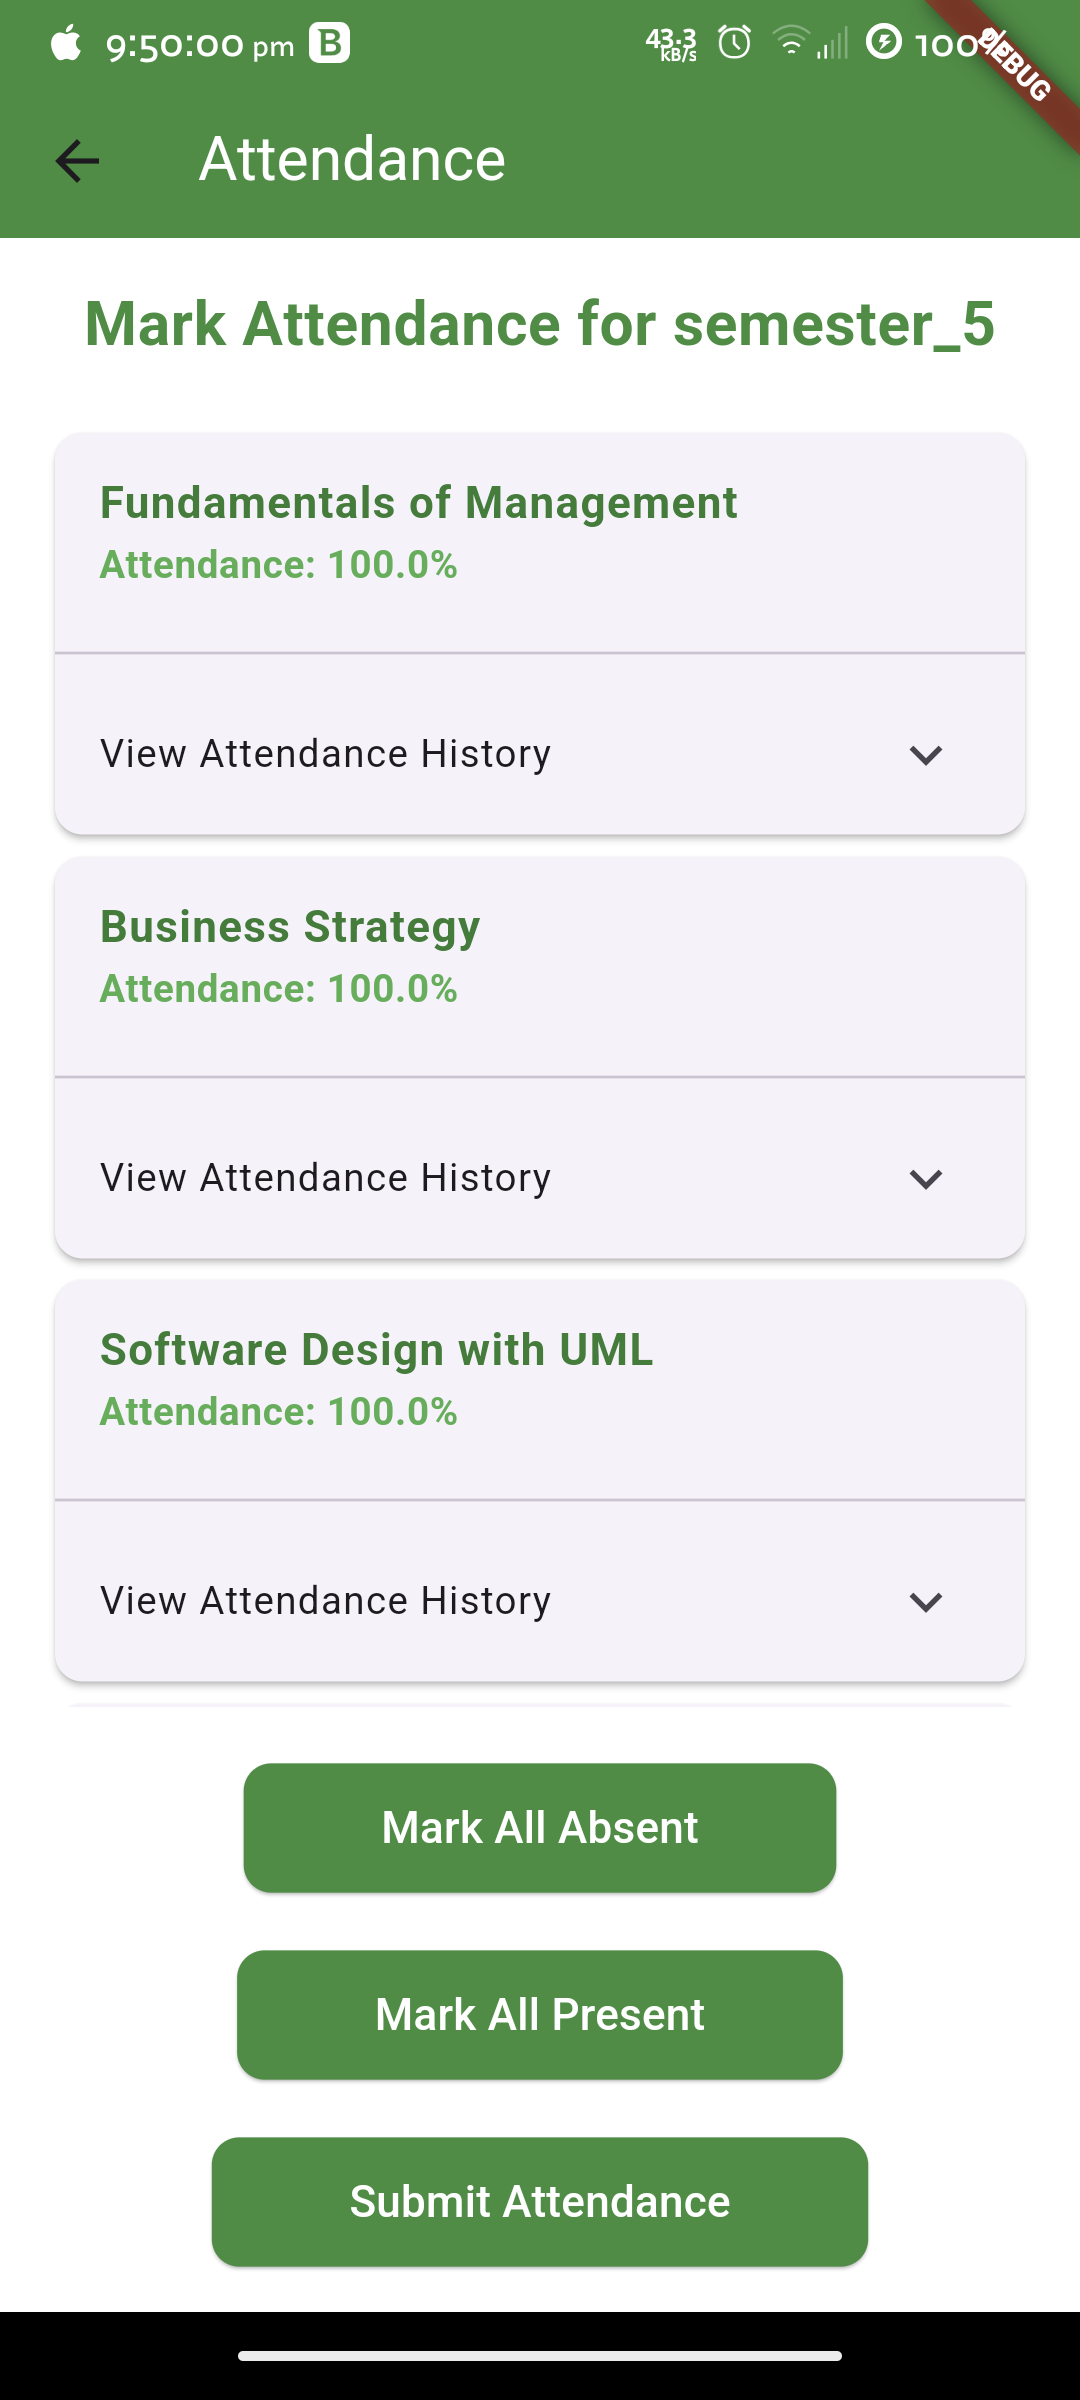 9:50:00 pm B 43.3 kB/s 100%
DEBUG
Attendance
Mark Attendance for semester_5
Fundamentals of Management
Attendance: 100.0%
View Attendance History
Business Strategy
Attendance: 100.0%
View Attendance History
Software Design with UML
Attendance: 100.0%
View Attendance History
Mark All Absent
Mark All Present
Submit Attendance